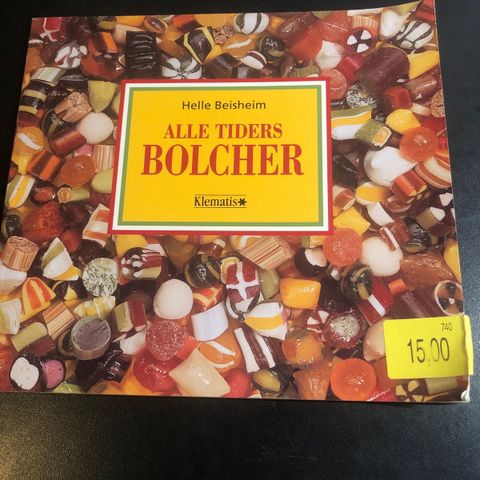 Helle Beisheim
ALLE TIDERS
BOLCHER
Klematis
740
15,00